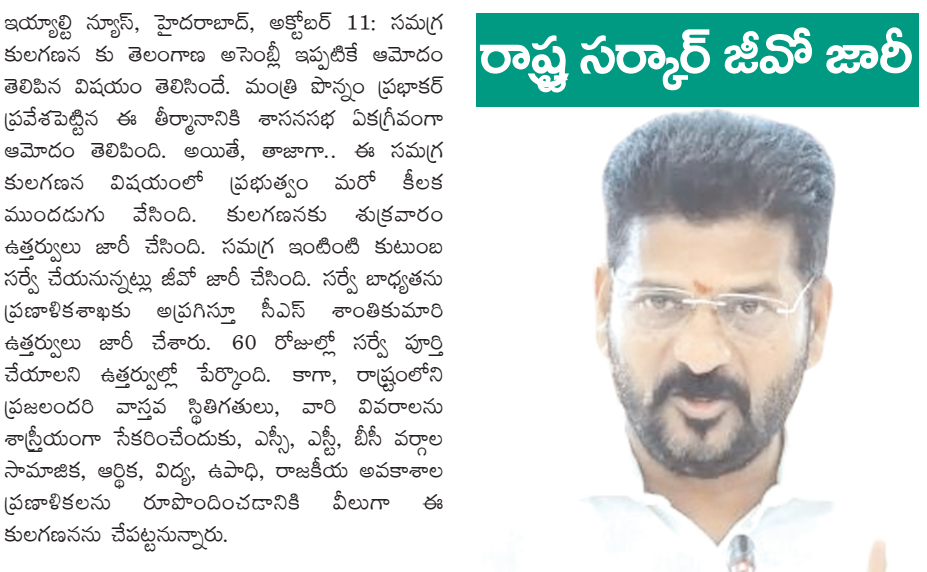 ఇయ్యాల్టి న్యూస్, హైదరాబాద్, అక్టోబర్ 11: సమగ్ర
కులగణన కు తెలంగాణ అసెంబ్లీ ఇప్పటికే ఆమోదం
తెలిపిన విషయం తెలిసిందే. మంత్రి పొన్నం ప్రభాకర్
ప్రవేశపెట్టిన ఈ తీర్మానానికి శాసనసభ ఏకగ్రీవంగా
ఆమోదం తెలిపింది. అయితే, తాజాగా.. ఈ సమగ్ర
కులగణన విషయంలో ప్రభుత్వం మరో కీలక
ముందడుగు వేసింది. కులగణనకు శుక్రవారం
ఉత్తర్వులు జారీ చేసింది. సమగ్ర ఇంటింటి కుటుంబ
సర్వే చేయనున్నట్లు జీవో జారీ చేసింది. సర్వే బాధ్యతను
ప్రణాళికశాఖకు అప్రగిస్తూ సీఎస్ శాంతికుమారి
ఉత్తర్వులు జారీ చేశారు. 60 రోజుల్లో సర్వే పూర్తి
చేయాలని ఉత్తర్వుల్లో పేర్కొంది. కాగా, రాష్ట్రంలోని
ప్రజలందరి వాస్తవ స్థితిగతులు, వారి వివరాలను
శాస్త్రీయంగా సేకరించేందుకు, ఎస్సీ, ఎస్టీ, బీసీ వర్గాల
సామాజిక, ఆర్థిక, విద్య, ఉపాధి, రాజకీయ అవకాశాల
ప్రణాళికలను రూపొందించడానికి వీలుగా ఈ
కులగణనను చేపట్టనున్నారు.
రాష్ట్ర సర్కార్ జీవో జారీ